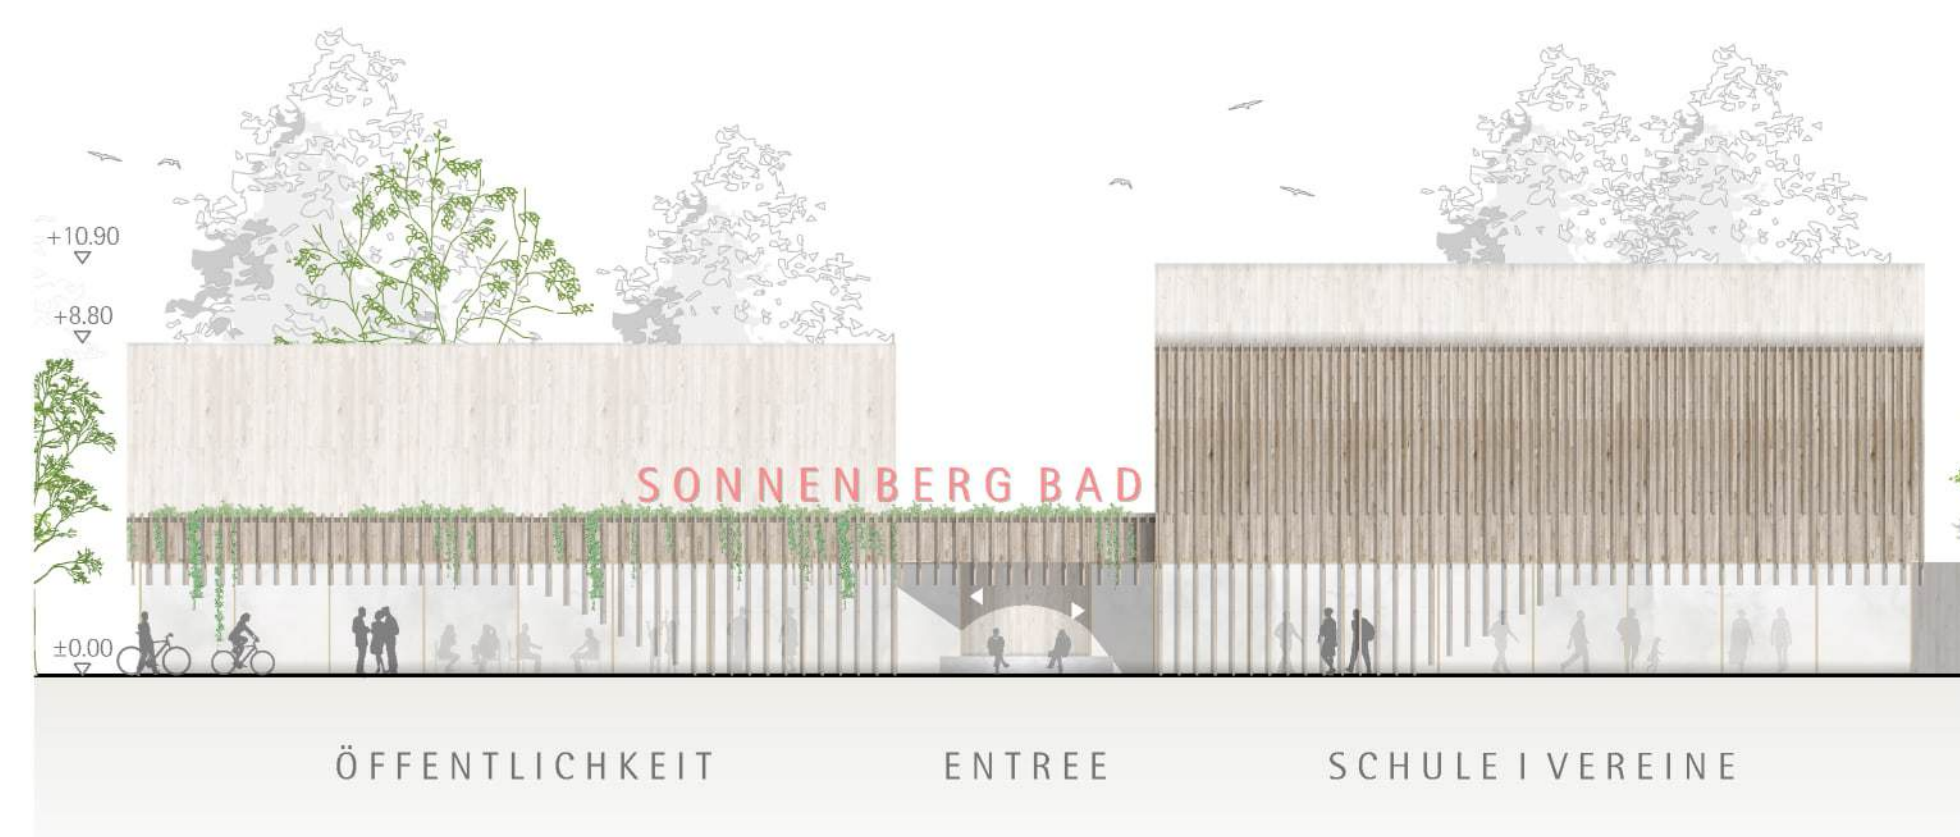 +10.90
+8.80
SONNENBERG BAD
±0.00
ÖFFENTLICHKEIT ENTREE SCHULE I VEREINE